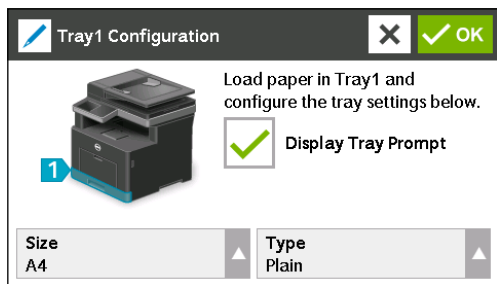 Tray1 Configuration
OK
Load paper in Tray1 and
configure the tray settings below.
Display Tray Prompt
1
Size
A4
Type
Plain